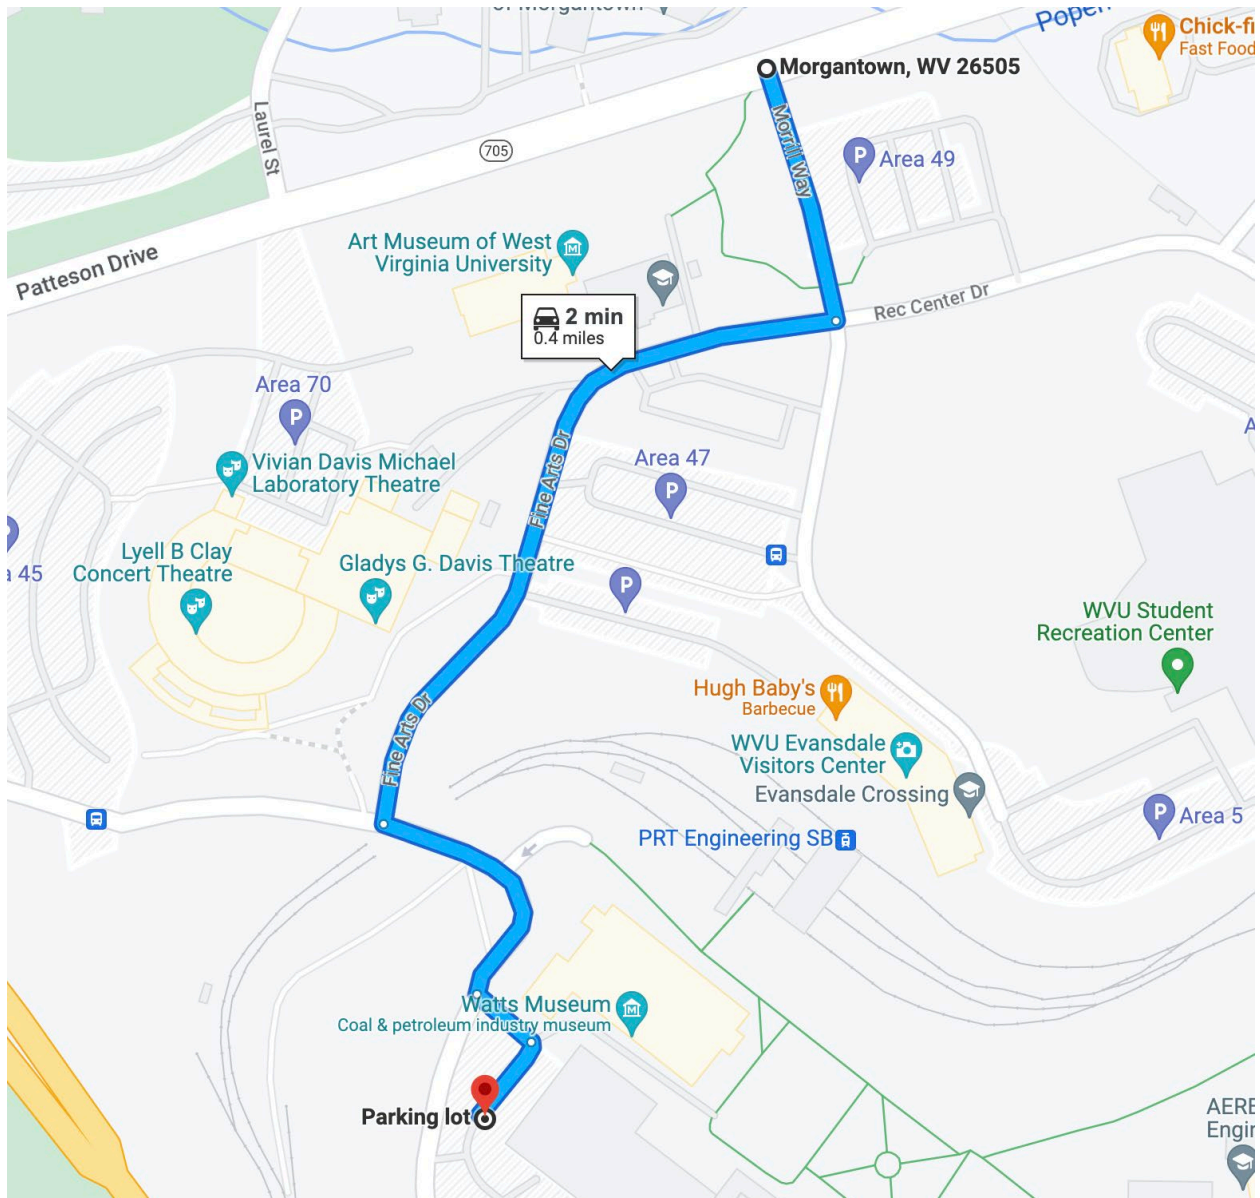 of Morgantown
Chick-fi
Fast Food
Morgantown, WV 26505
Laurel St
705
Morrill Way
P
Area 49
Patteson Drive
Art Museum of West
Virginia University
Rec Center Dr
2 min
0.4 miles
Area 70
P
Vivian Davis Michael
Laboratory Theatre
Fine Arts Dr
Area 47
P
Lyell B Clay
Concert Theatre
Gladys G. Davis Theatre
P
a 45
WVU Student
Recreation Center
Hugh Baby's
Barbecue
Fine Arts Dr
WVU Evansdale
Visitors Center
Evansdale Crossing
P
Area 5
PRT Engineering SB
Watts Museum
Coal & petroleum industry museum
Parking lot
AERE
Engin